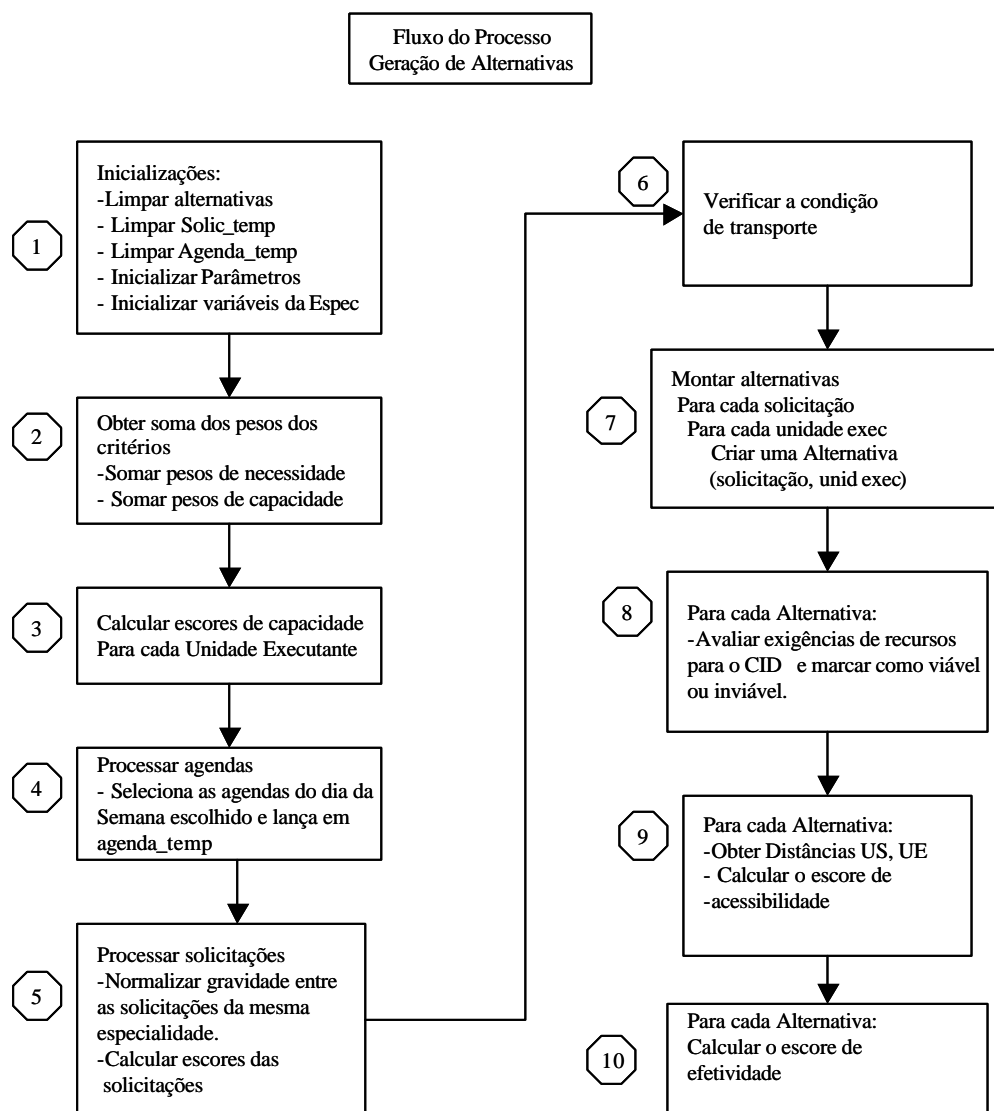 Fluxo do Processo
Geração de Alternativas
1
Inicializações:
-Limpar alternativas
- Limpar Solic_temp
- Limpar Agenda_temp
- Inicializar Parâmetros
- Inicializar variáveis da Espec
2
Obter soma dos pesos dos
critérios
-Somar pesos de necessidade
- Somar pesos de capacidade
3
Calcular escores de capacidade
Para cada Unidade Executante
4
Processar agendas
- Seleciona as agendas do dia da
Semana escolhido e lança em
agenda_temp
5
Processar solicitações
-Normalizar gravidade entre
as solicitações da mesma
especialidade.
-Calcular escores das
solicitações
6
Verificar a condição
de transporte
7
Montar alternativas
Para cada solicitação
Para cada unidade exec
Criar uma Alternativa
(solicitação, unid exec)
8
Para cada Alternativa:
-Avaliar exigências de recursos
para o CID e marcar como viável
ou inviável.
9
Para cada Alternativa:
-Obter Distâncias US, UE
- Calcular o escore de
-acessibilidade
10
Para cada Alternativa:
Calcular o escore de
efetividade